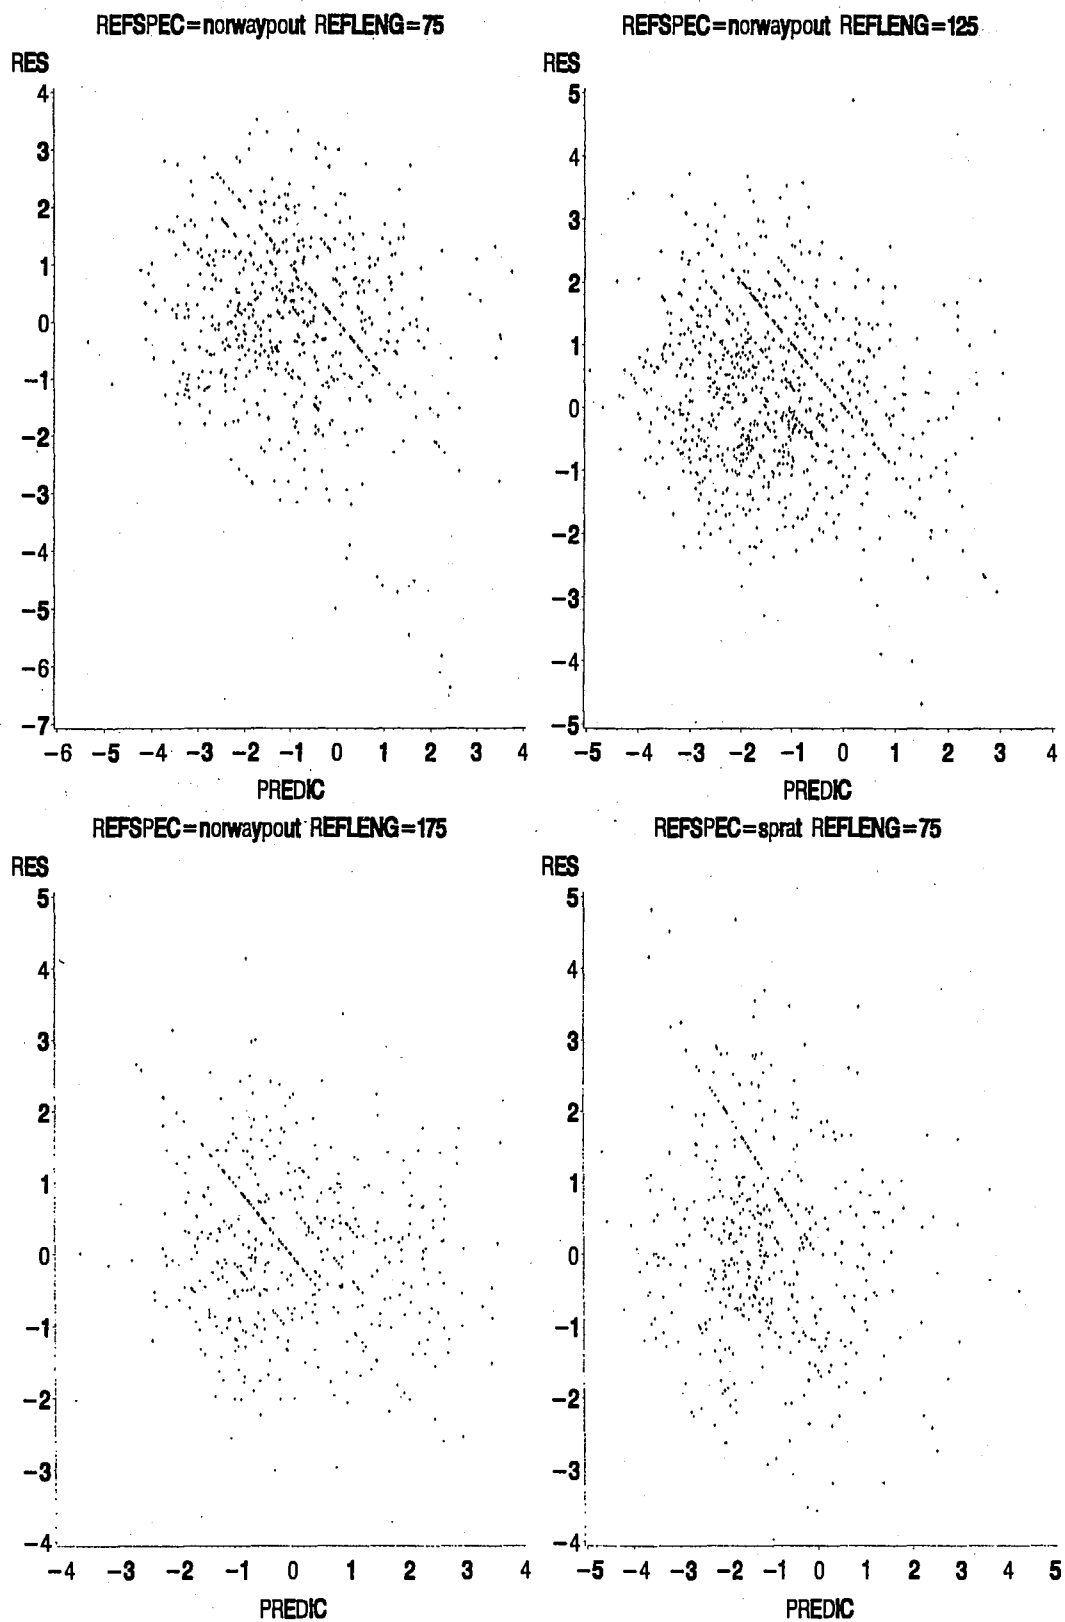 REFSPEC=norwaypout REFLENG=75
RES
4
3
2
1
0
−1
−2
−3
−4
−5
−6
−7
−6 −5 −4 −3 −2 −1 0 1 2 3 4
PREDIC
REFSPEC=norwaypout REFLENG=125
RES
5
4
3
2
1
0
−1
−2
−3
−4
−5
−5 −4 −3 −2 −1 0 1 2 3 4
PREDIC
REFSPEC=norwaypout REFLENG=175
RES
5
4
3
2
1
0
−1
−2
−3
−4
−4 −3 −2 −1 0 1 2 3 4
PREDIC
REFSPEC=sprat REFLENG=75
RES
5
4
3
2
1
0
−1
−2
−3
−4
−5 −4 −3 −2 −1 0 1 2 3 4 5
PREDIC